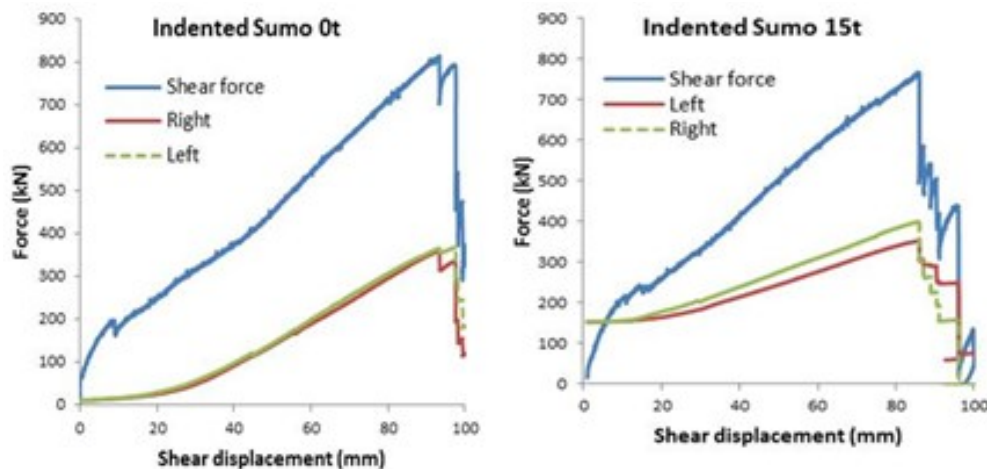 Indented Sumo 0t
900
800
700
600
500
400
300
200
100
0
Force (kN)
Shear force
Right
Left
0 20 40 60 80 100
Shear displacement (mm)
Indented Sumo 15t
900
800
700
600
500
400
300
200
100
0
Force (kN)
Shear force
Left
Right
0 20 40 60 80 100
Shear displacement (mm)